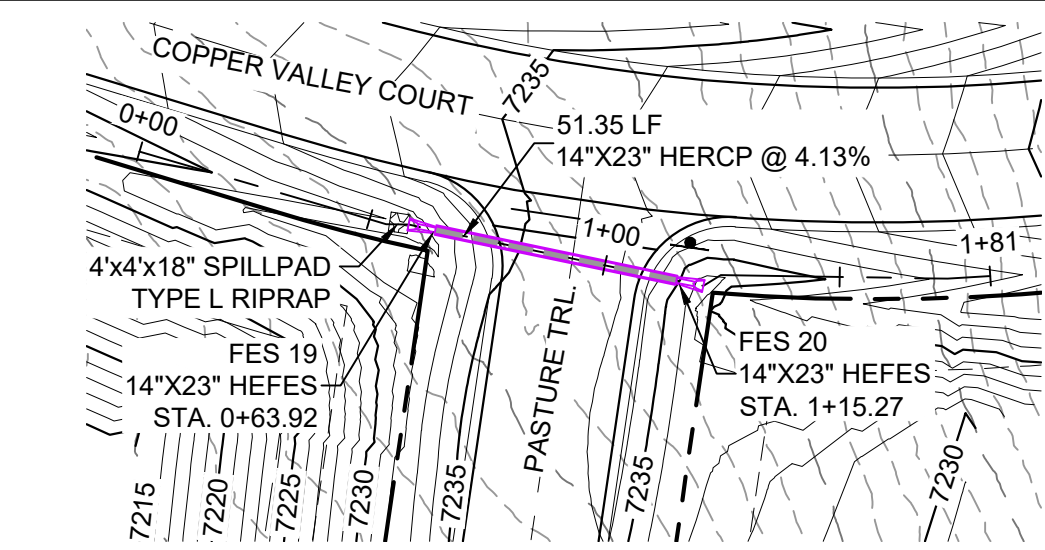 COPPER VALLEY COURT
7235
0+00
51.35 LF
14"X23" HERCP @ 4.13%
1+00
1+81
4'x4'x18" SPILLPAD
TYPE L RIPRAP
FES 19
14"X23" HEFES
STA. 0+63.92
FES 20
14"X23" HEFES
STA. 1+15.27
PASTURE TRL.
7215
7220
7225
7230
7235
7235
7230